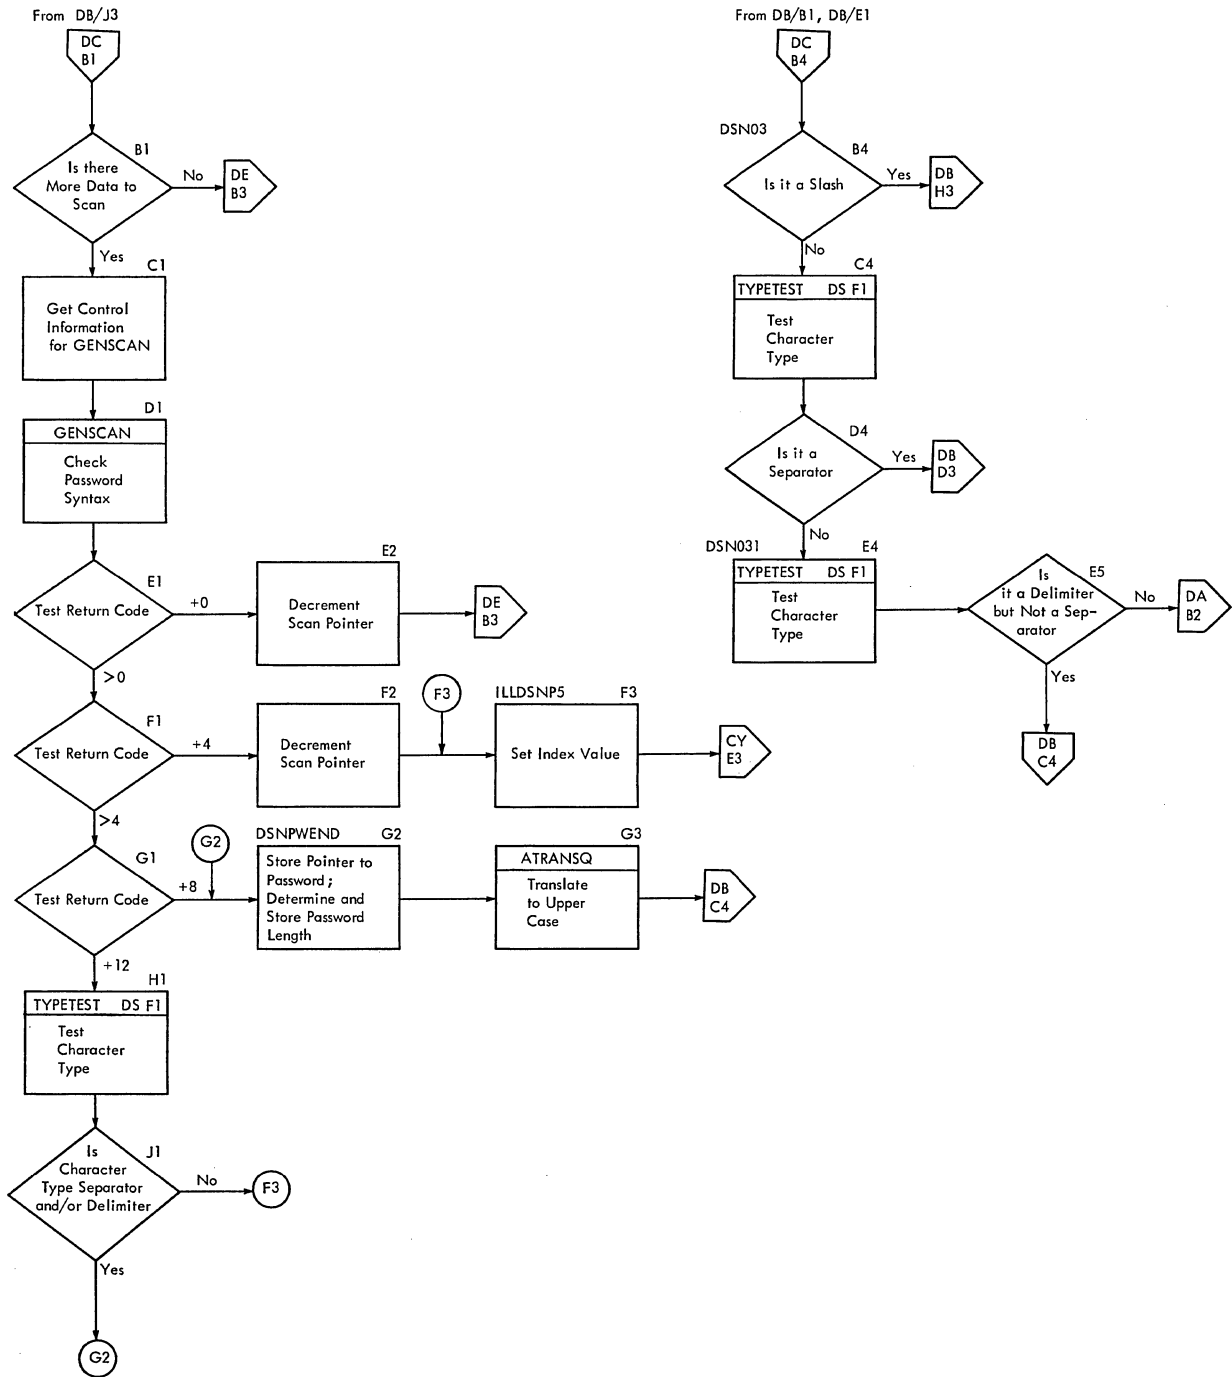 From DB/J3
DC
B1
B1
Is there
More Data to
Scan
No
DE
B3
Yes
C1
Get Control
Information
for GENSCAN
D1
GENSCAN
Check
Password
Syntax
E1
Test Return Code
+0
E2
Decrement
Scan Pointer
DE
B3
>0
F1
Test Return Code
+4
F2
Decrement
Scan Pointer
F3
ILLDSNP5 F3
Set Index Value
CY
E3
>4
G1
Test Return Code
+8
G2
DSNPWEND G2
Store Pointer to
Password;
Determine and
Store Password
Length
G3
ATRANSQ
Translate
to Upper
Case
DB
C4
+12
H1
TYPETEST DS F1
Test
Character
Type
J1
Is
Character
Type Separator
and/or Delimiter
No
F3
Yes
G2
From DB/B1, DB/E1
DC
B4
DSN03
B4
Is it a Slash
Yes
DB
H3
No
C4
TYPETEST DS F1
Test
Character
Type
D4
Is it a
Separator
Yes
DB
D3
No
DSN031 E4
TYPETEST DS F1
Test
Character
Type
E5
Is
it a Delimiter
but Not a Sep-
arator
No
DA
B2
Yes
DB
C4